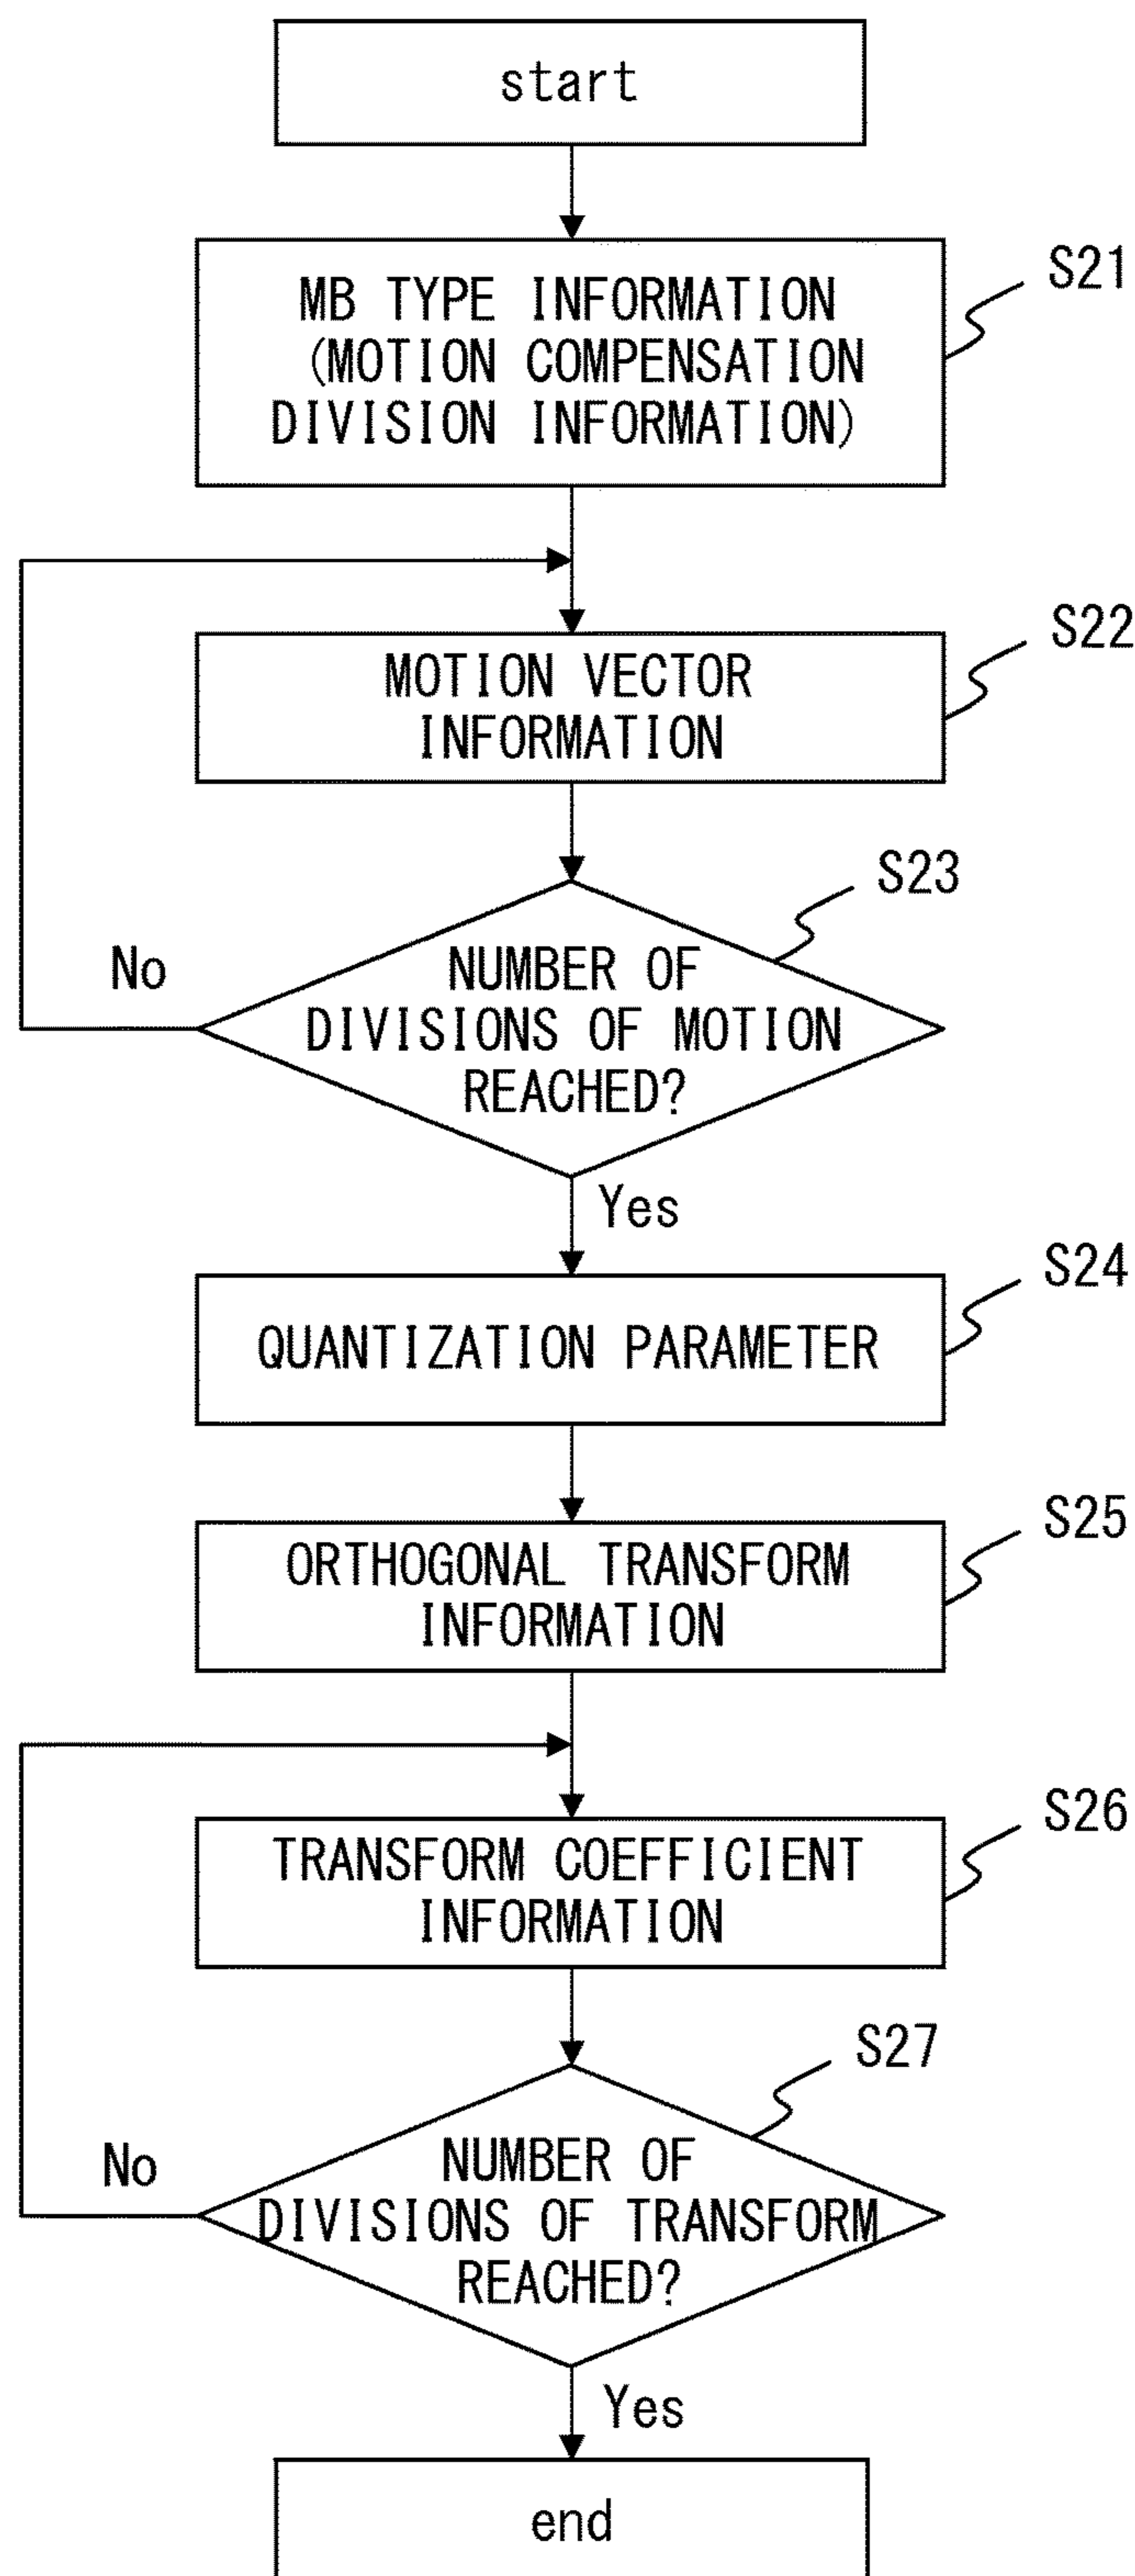 start
S21
MB TYPE INFORMATION
(MOTION COMPENSATION
DIVISION INFORMATION)
S22
MOTION VECTOR
INFORMATION
S23
No
NUMBER OF
DIVISIONS OF MOTION
REACHED?
Yes
S24
QUANTIZATION PARAMETER
S25
ORTHOGONAL TRANSFORM
INFORMATION
S26
TRANSFORM COEFFICIENT
INFORMATION
S27
No
NUMBER OF
DIVISIONS OF TRANSFORM
REACHED?
Yes
end